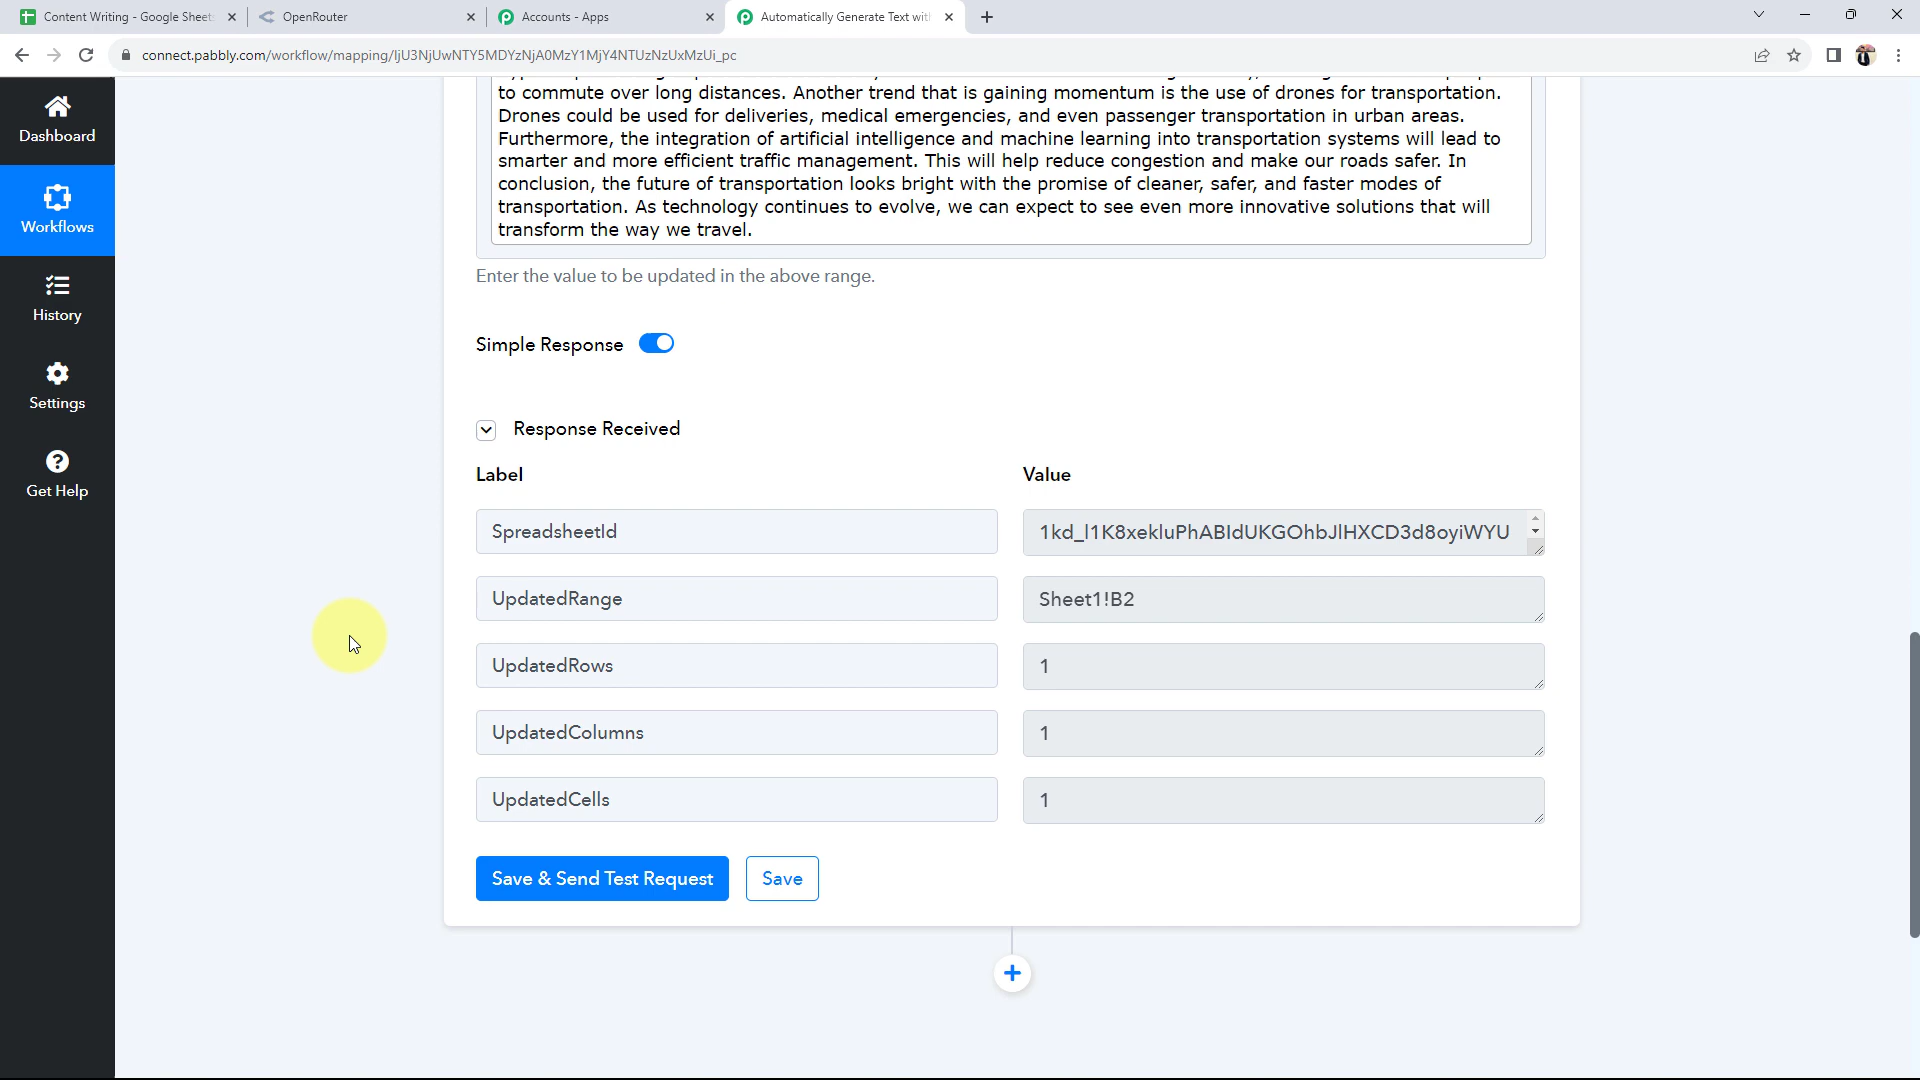 Content Writing - Google Sheet
OpenRouter
Accounts - Apps
Automatically Generate Text wit
connect.pabbly.com/workflow/mapping/IjU3NjUwNTY5MDYzNjA0MzY1MjY4NTUzNzUxMzUi_pc
Dashboard
Workflows
History
Settings
Get Help
to commute over long distances. Another trend that is gaining momentum is the use of drones for transportation.
Drones could be used for deliveries, medical emergencies, and even passenger transportation in urban areas.
Furthermore, the integration of artificial intelligence and machine learning into transportation systems will lead to
smarter and more efficient traffic management. This will help reduce congestion and make our roads safer. In
conclusion, the future of transportation looks bright with the promise of cleaner, safer, and faster modes of
transportation. As technology continues to evolve, we can expect to see even more innovative solutions that will
transform the way we travel.
Enter the value to be updated in the above range.
Simple Response
Response Received
Label
Value
SpreadsheetId
1kd_l1K8xekluPhABIdUKGOhbJlHXCD3d8oyiWYU
UpdatedRange
Sheet1!B2
UpdatedRows
1
UpdatedColumns
1
UpdatedCells
1
Save & Send Test Request
Save